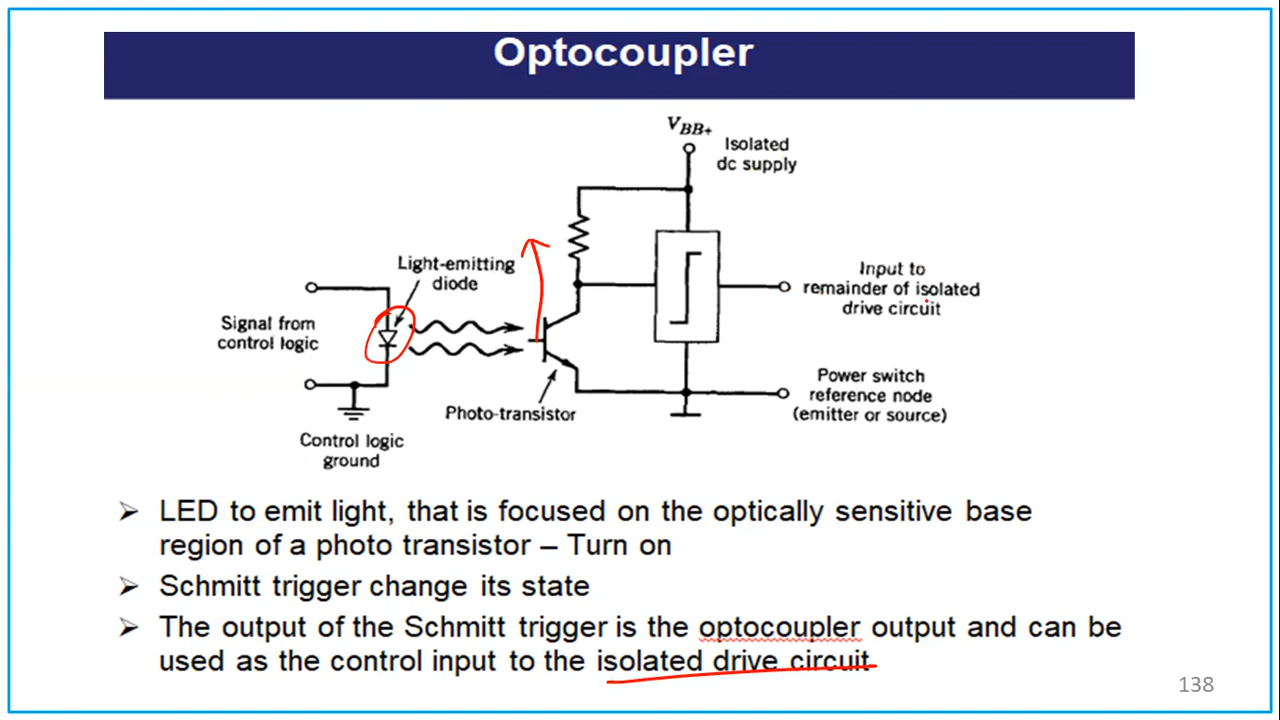 Optocoupler
V_BB+
Isolated
dc supply
Light-emitting
diode
Signal from
control logic
Input to
remainder of isolated
drive circuit
Photo-transistor
Power switch
reference node
(emitter or source)
Control logic
ground
➢ LED to emit light, that is focused on the optically sensitive base
region of a photo transistor – Turn on
➢ Schmitt trigger change its state
➢ The output of the Schmitt trigger is the optocoupler output and can be
used as the control input to the isolated drive circuit
138